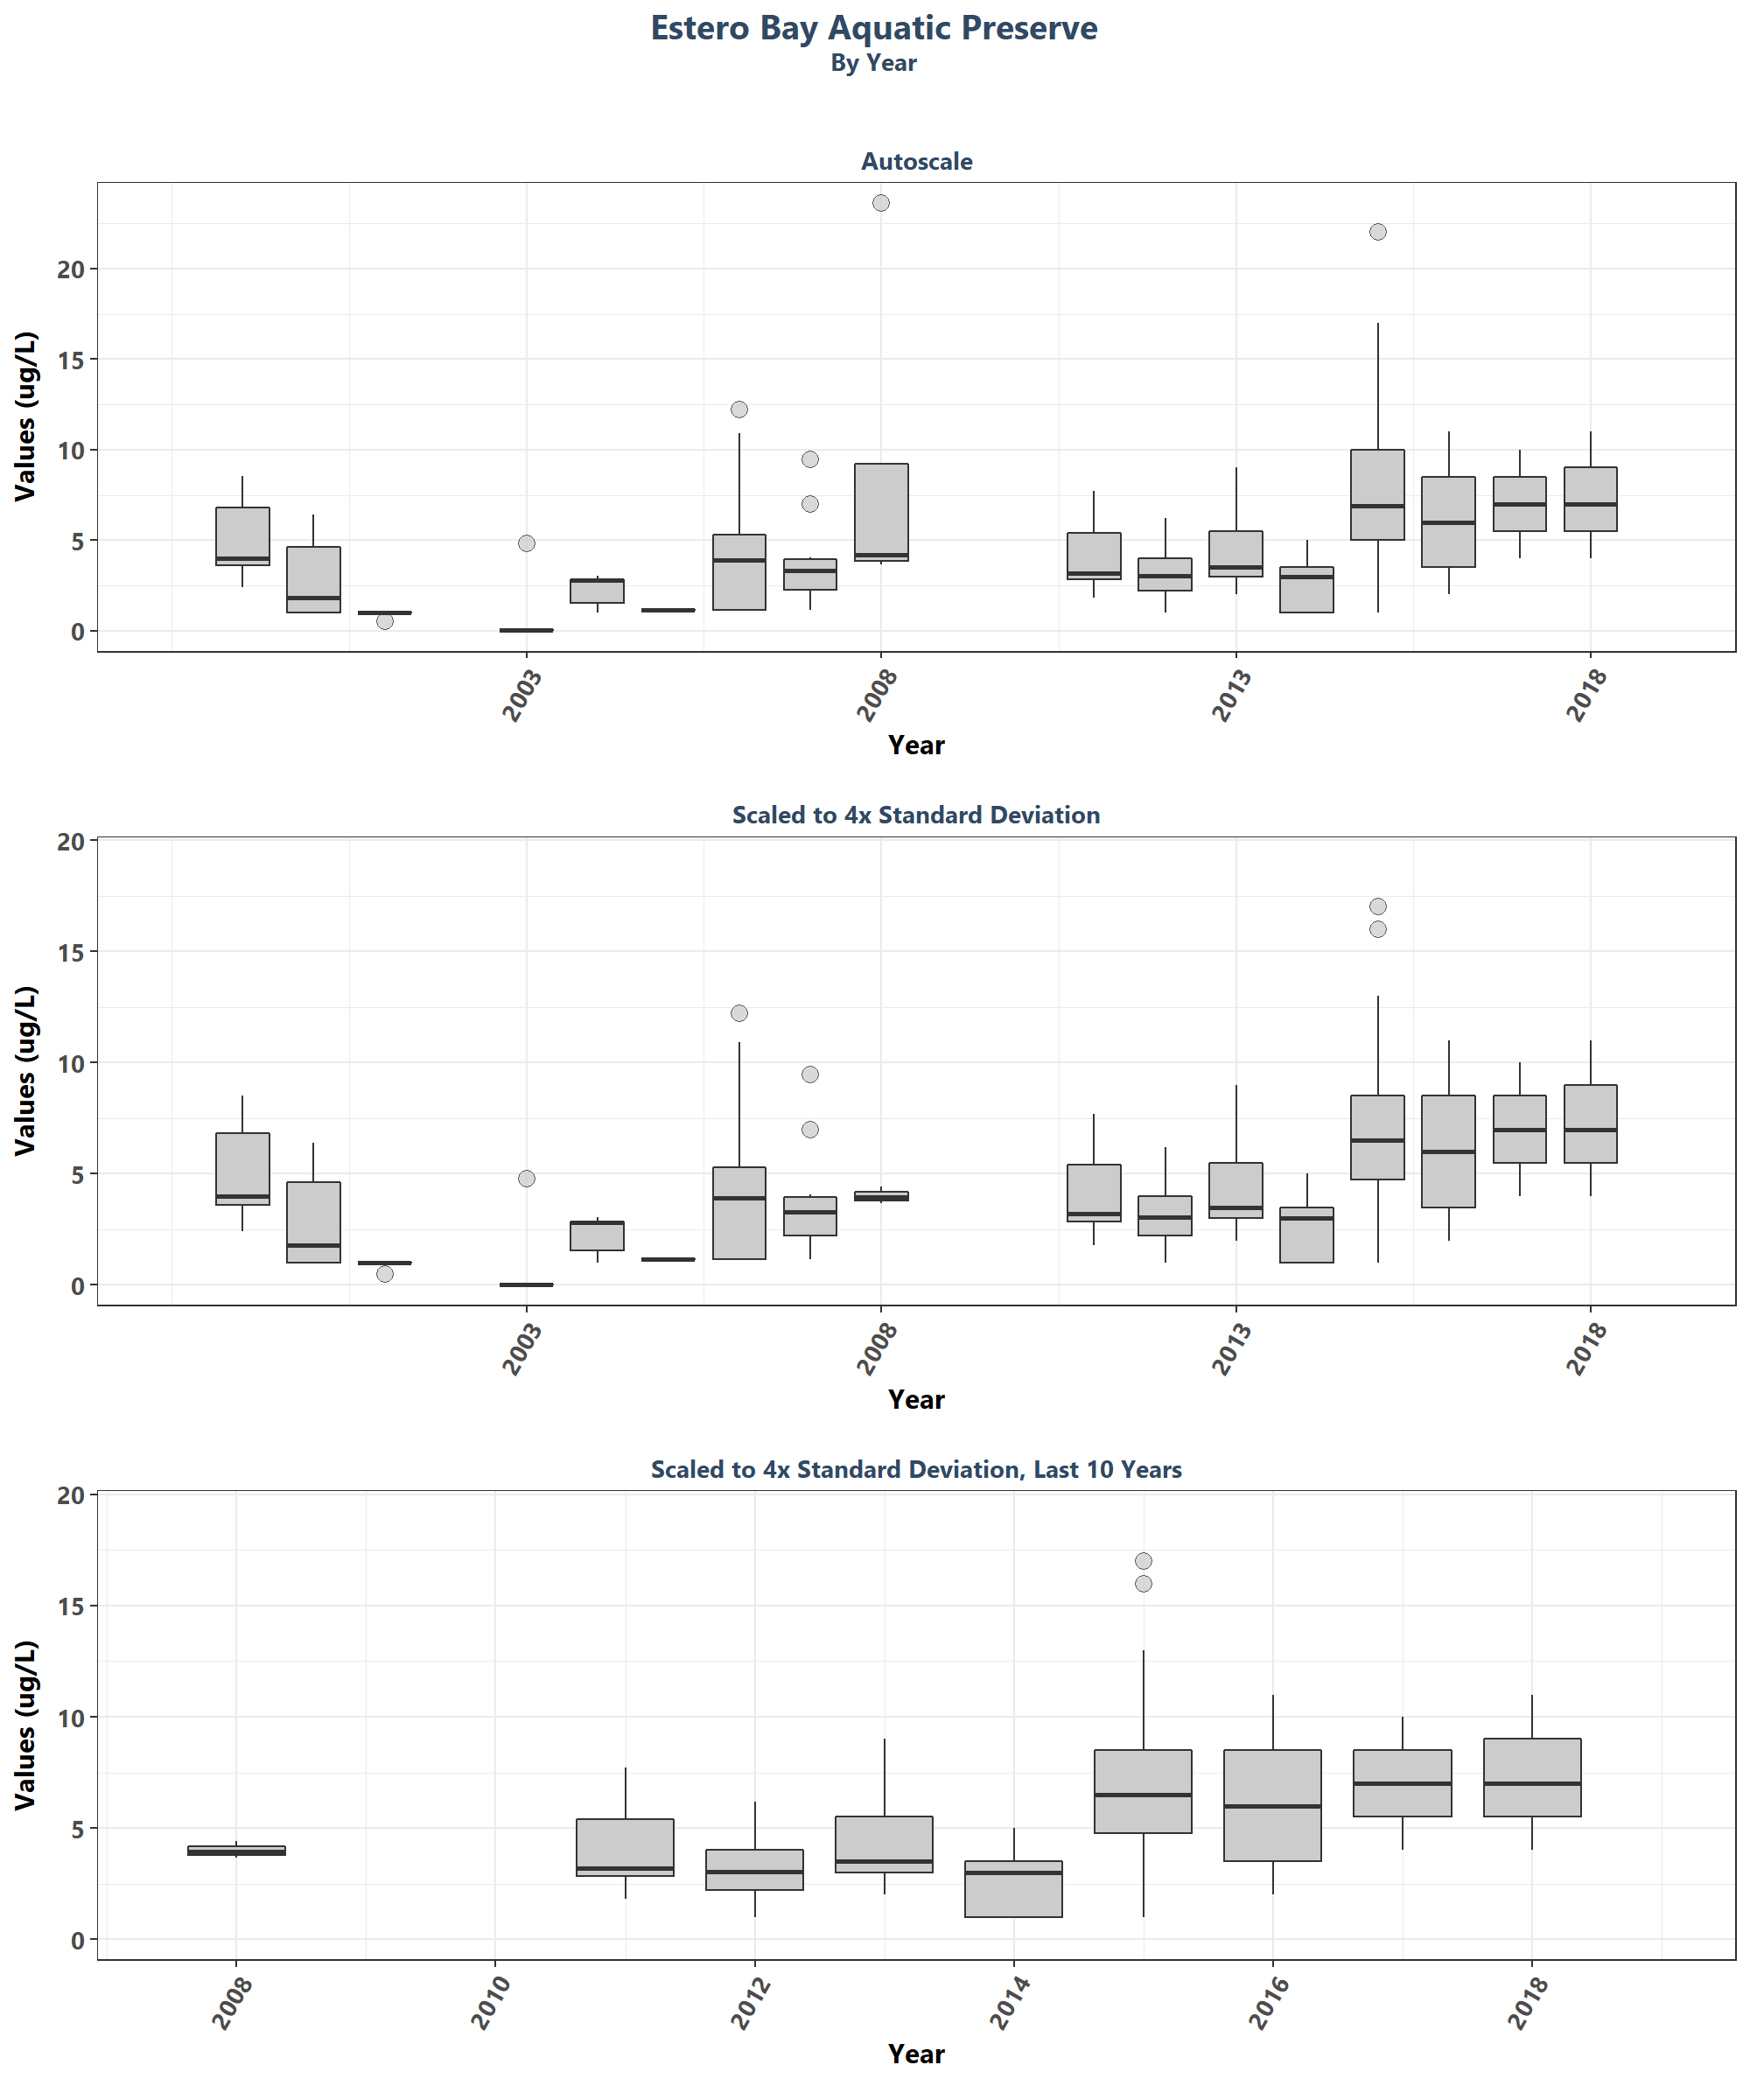 Estero Bay Aquatic Preserve
By Year
Autoscale
Values (ug/L)
20
15
10
5
0
2003
2008
2013
2018
Year
Scaled to 4x Standard Deviation
Values (ug/L)
20
15
10
5
0
2003
2008
2013
2018
Year
Scaled to 4x Standard Deviation, Last 10 Years
Values (ug/L)
20
15
10
5
0
2008
2010
2012
2014
2016
2018
Year